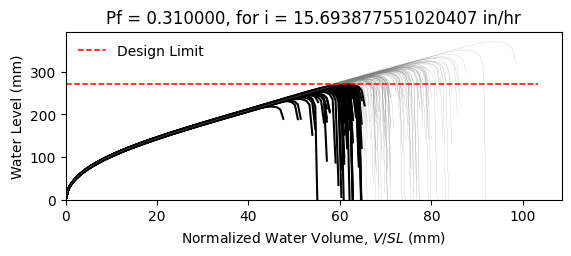 Pf = 0.310000, for i = 15.693877551020407 in/hr
Design Limit
Water Level (mm)
300
200
100
0
0 20 40 60 80 100
Normalized Water Volume, V/SL (mm)